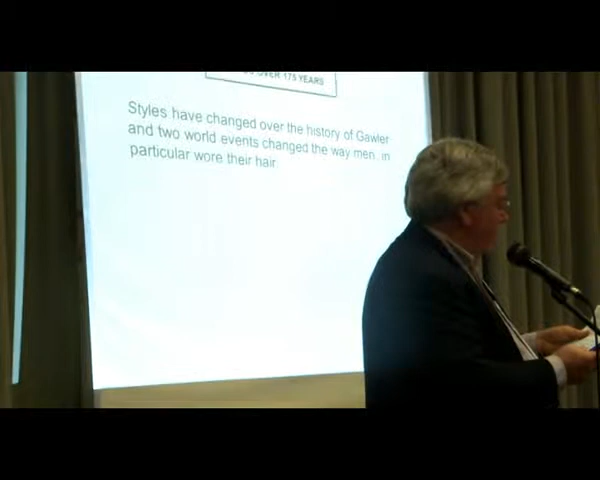 OVER 175 YEARS
Styles have changed over the history of Gawler
and two world events changed the way men, in
particular wore their hair